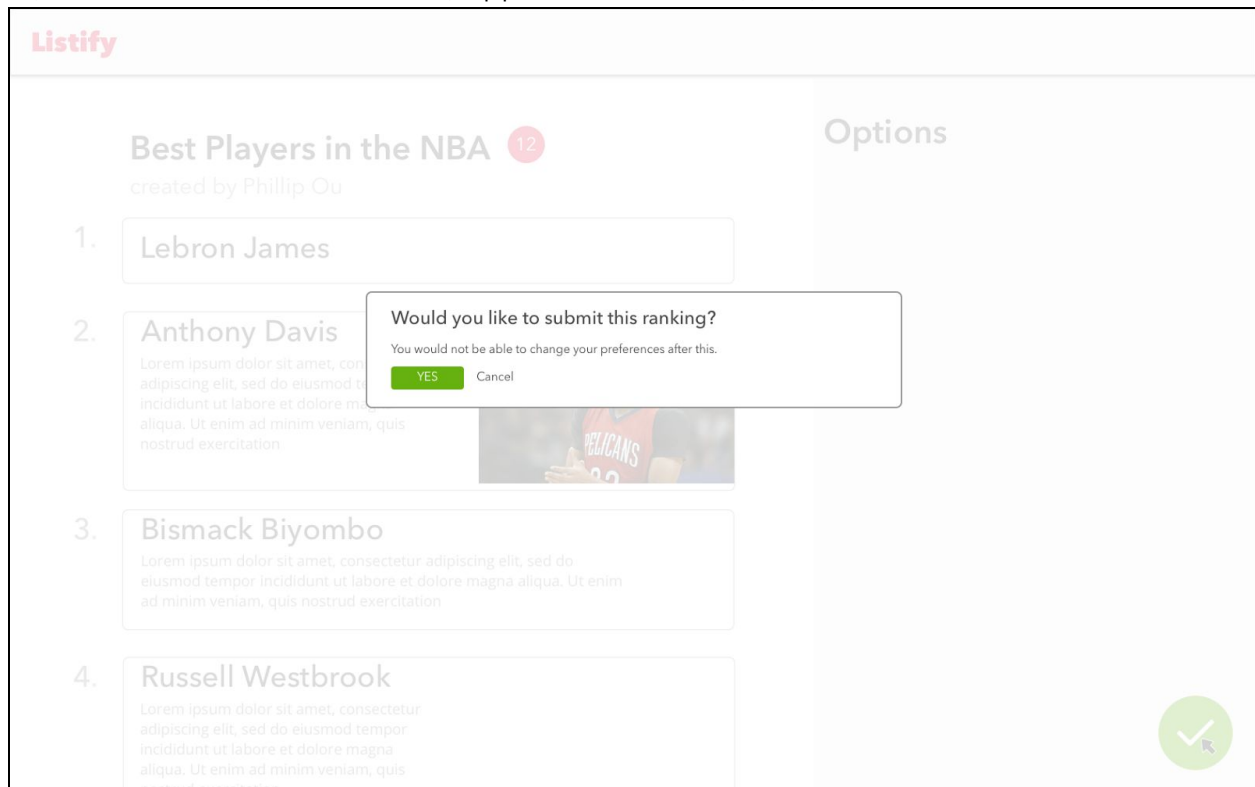 Listify
Best Players in the NBA 12
created by Phillip Ou
Options
1.
Lebron James
2.
Anthony Davis
Lorem ipsum dolor sit amet, con
adipiscing elit, sed do eiusmod te
incididunt ut labore et dolore ma
aliqua. Ut enim ad minim veniam, quis
nostrud exercitation
PELICANS
Would you like to submit this ranking?
You would not be able to change your preferences after this.
YES Cancel
3.
Bismack Biyombo
Lorem ipsum dolor sit amet, consectetur adipiscing elit, sed do
eiusmod tempor incididunt ut labore et dolore magna aliqua. Ut enim
ad minim veniam, quis nostrud exercitation
4.
Russell Westbrook
Lorem ipsum dolor sit amet, consectetur
adipiscing elit, sed do eiusmod tempor
incididunt ut labore et dolore magna
aliqua. Ut enim ad minim veniam, quis